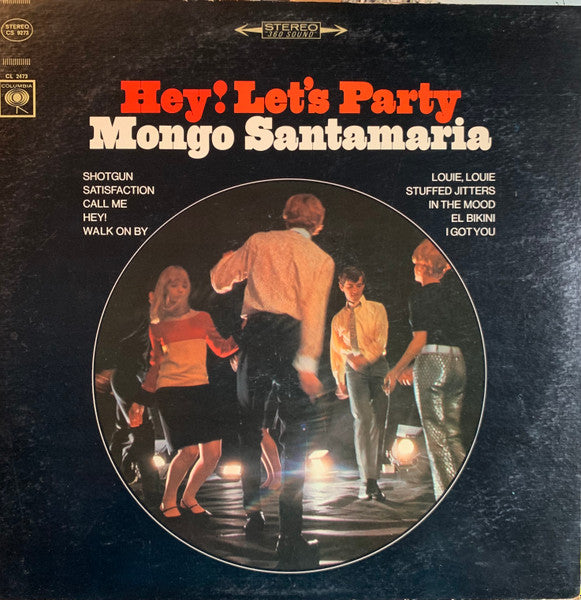 STEREO
CS 9273
STEREO
"360 SOUND"
CL 2473
COLUMBIA
Hey! Let's Party
Mongo Santamaria
SHOTGUN
SATISFACTION
CALL ME
HEY!
WALK ON BY
LOUIE, LOUIE
STUFFED JITTERS
IN THE MOOD
EL BIKINI
I GOT YOU